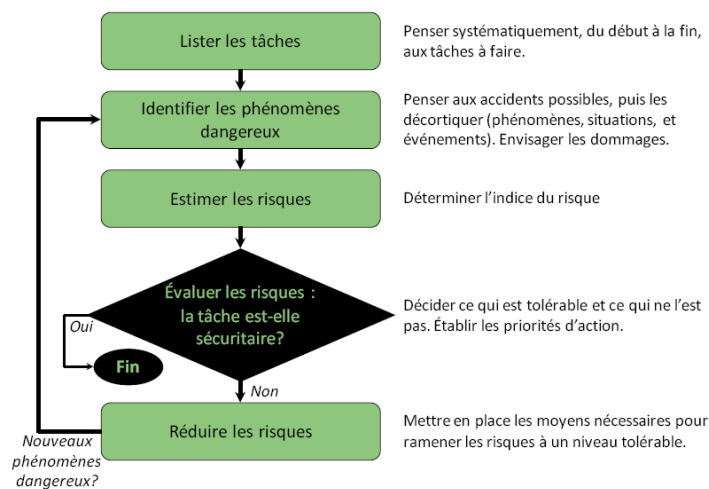 Lister les tâches
Penser systématiquement, du début à la fin,
aux tâches à faire.
Identifier les phénomènes
dangereux
Penser aux accidents possibles, puis les
décortiquer (phénomènes, situations, et
événements). Envisager les dommages.
Estimer les risques
Déterminer l’indice du risque
Évaluer les risques :
la tâche est-elle
sécuritaire?
Décider ce qui est tolérable et ce qui ne l’est
pas. Établir les priorités d’action.
Oui
Fin
Non
Réduire les risques
Mettre en place les moyens nécessaires pour
ramener les risques à un niveau tolérable.
Nouveaux
phénomènes
dangereux?